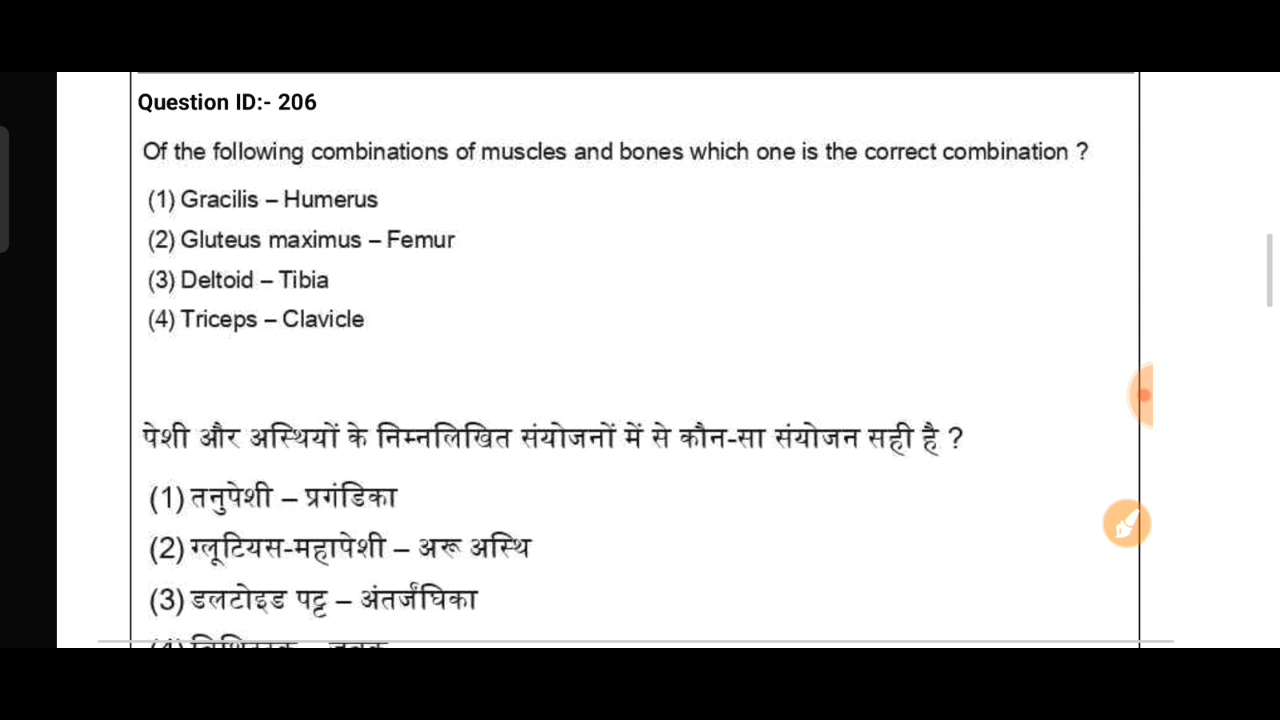 Question ID:- 206
Of the following combinations of muscles and bones which one is the correct combination ?
(1) Gracilis – Humerus
(2) Gluteus maximus – Femur
(3) Deltoid – Tibia
(4) Triceps – Clavicle
पेशी और अस्थियों के निम्नलिखित संयोजनों में से कौन-सा संयोजन सही है ?
(1) तनुपेशी – प्रगंडिका
(2) ग्लूटियस-महापेशी – अरू अस्थि
(3) डलटोइड पट्ट – अंतर्जंघिका
(4)